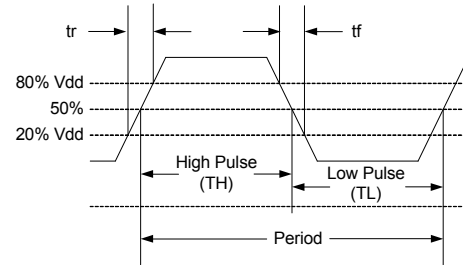 tr
tf
80% Vdd
50%
20% Vdd
High Pulse
(TH)
Low Pulse
(TL)
Period